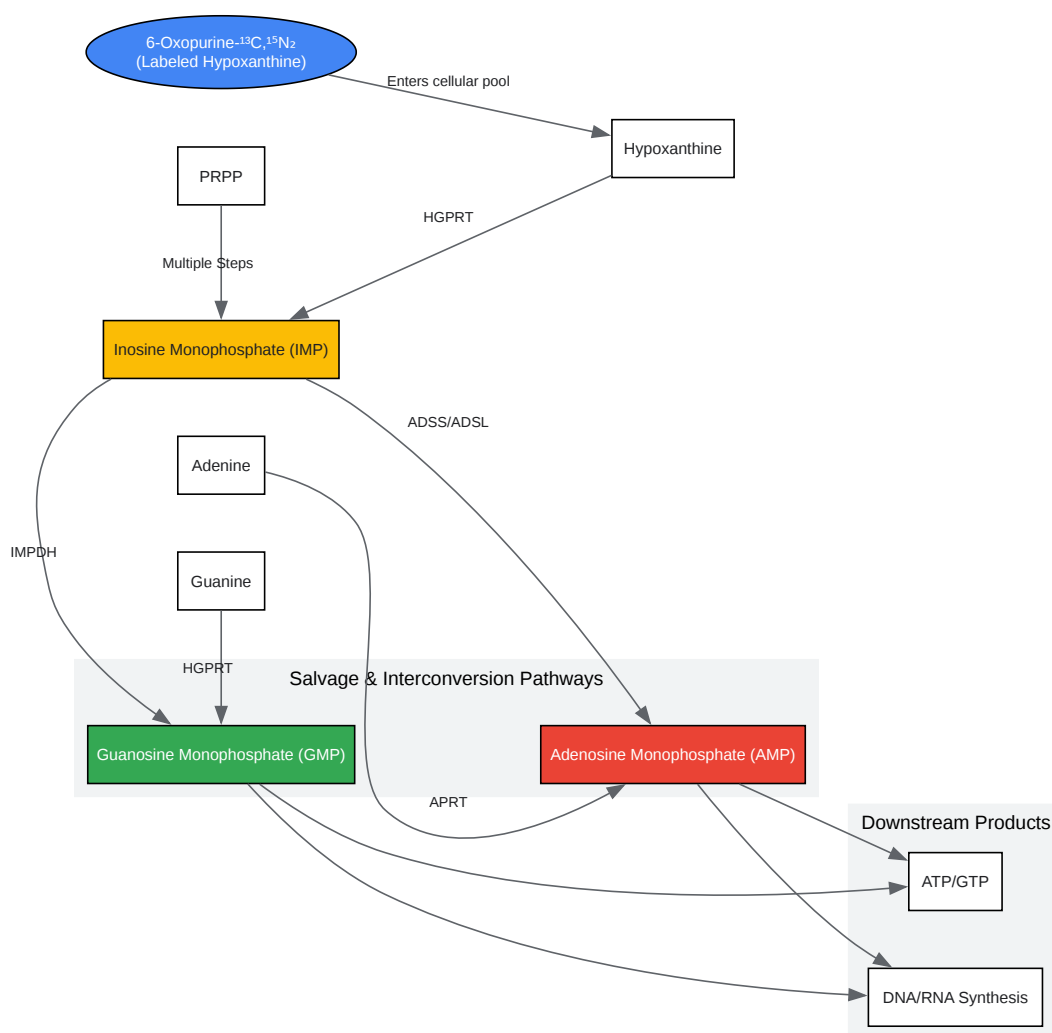 6-Oxopurine-¹³C,¹⁵N₂
(Labeled Hypoxanthine)
Enters cellular pool
Hypoxanthine
PRPP
HGPRT
Multiple Steps
Inosine Monophosphate (IMP)
ADSS/ADSL
Adenine
IMPDH
Guanine
HGPRT
Salvage & Interconversion Pathways
Guanosine Monophosphate (GMP)
Adenosine Monophosphate (AMP)
APRT
Downstream Products
ATP/GTP
DNA/RNA Synthesis